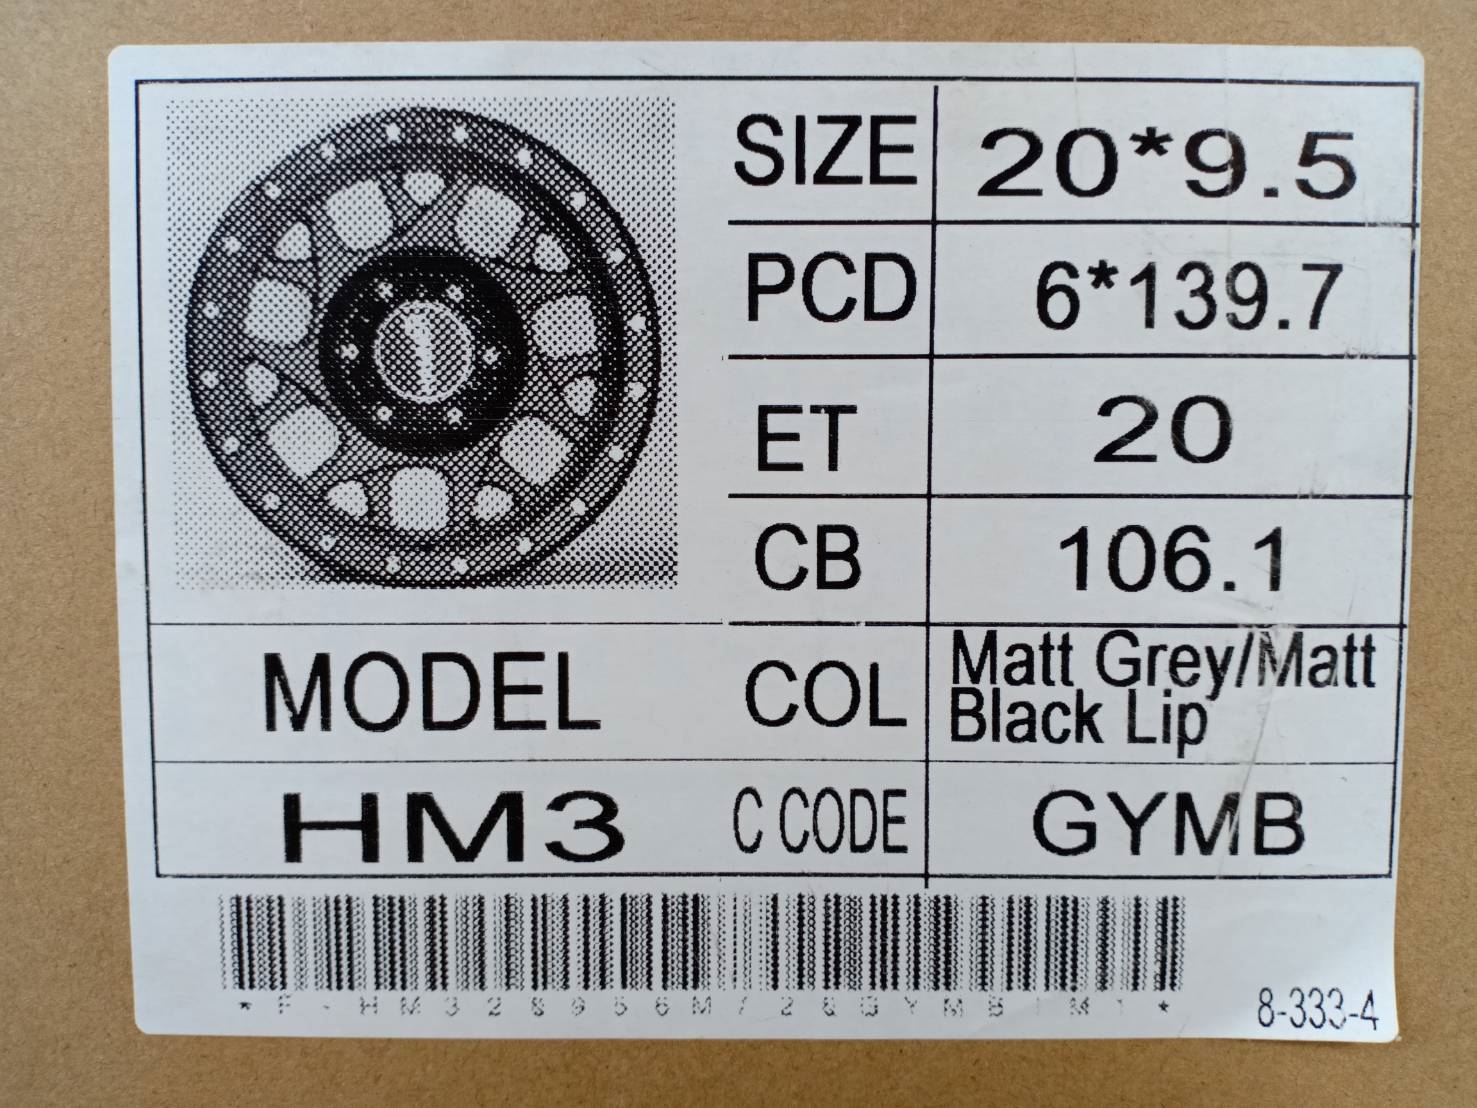 SIZE 20*9.5
PCD 6*139.7
ET 20
CB 106.1
MODEL COL Matt Grey/Matt
Black Lip
HM3 C CODE GYMB
8-333-4